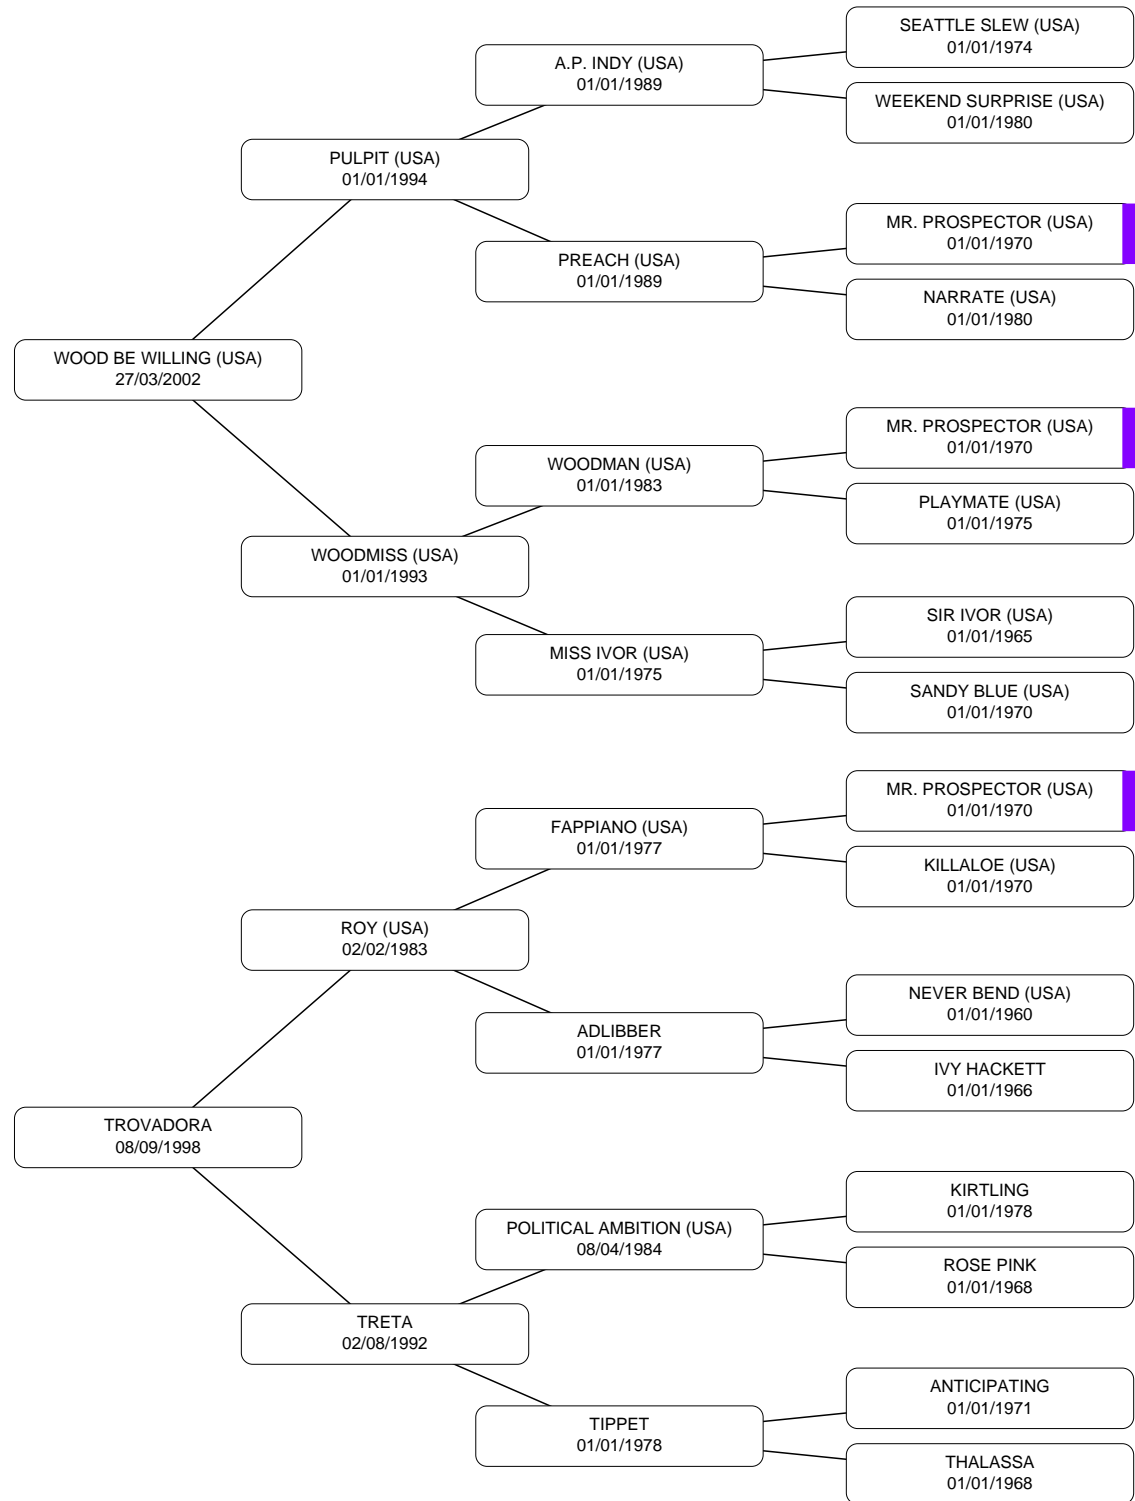 SEATTLE SLEW (USA)
01/01/1974
A.P. INDY (USA)
01/01/1989
WEEKEND SURPRISE (USA)
01/01/1980
PULPIT (USA)
01/01/1994
MR. PROSPECTOR (USA)
01/01/1970
PREACH (USA)
01/01/1989
NARRATE (USA)
01/01/1980
WOOD BE WILLING (USA)
27/03/2002
MR. PROSPECTOR (USA)
01/01/1970
WOODMAN (USA)
01/01/1983
PLAYMATE (USA)
01/01/1975
WOODMISS (USA)
01/01/1993
SIR IVOR (USA)
01/01/1965
MISS IVOR (USA)
01/01/1975
SANDY BLUE (USA)
01/01/1970
MR. PROSPECTOR (USA)
01/01/1970
FAPPIANO (USA)
01/01/1977
KILLALOE (USA)
01/01/1970
ROY (USA)
02/02/1983
NEVER BEND (USA)
01/01/1960
ADLIBBER
01/01/1977
IVY HACKETT
01/01/1966
TROVADORA
08/09/1998
KIRTLING
01/01/1978
POLITICAL AMBITION (USA)
08/04/1984
ROSE PINK
01/01/1968
TRETA
02/08/1992
ANTICIPATING
01/01/1971
TIPPET
01/01/1978
THALASSA
01/01/1968